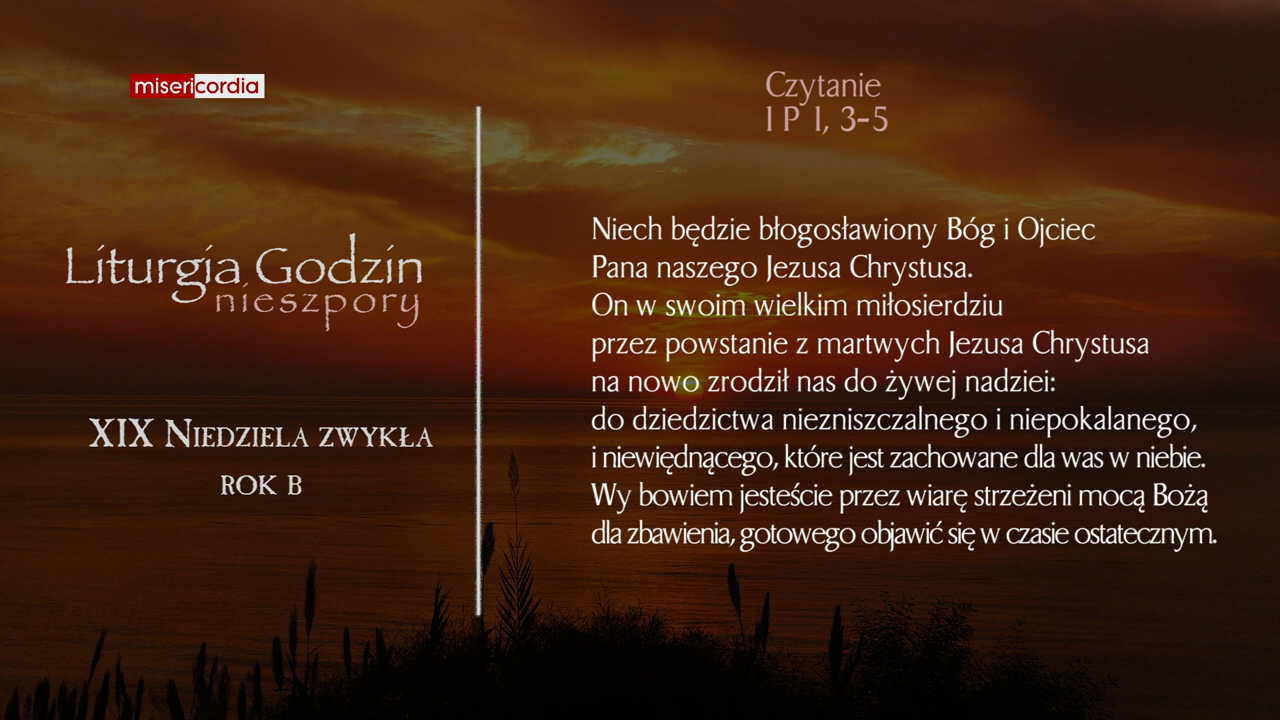 misericordia
Liturgia Godzin
nieszpory
XIX Niedziela zwykła
rok B
Czytanie
1 P 1, 3-5
Niech będzie błogosławiony Bóg i Ojciec
Pana naszego Jezusa Chrystusa.
On w swoim wielkim miłosierdziu
przez powstanie z martwych Jezusa Chrystusa
na nowo zrodził nas do żywej nadziei:
do dziedzictwa niezniszczalnego i niepokalanego,
i niewiędnącego, które jest zachowane dla was w niebie.
Wy bowiem jesteście przez wiarę strzeżeni mocą Bożą
dla zbawienia, gotowego objawić się w czasie ostatecznym.